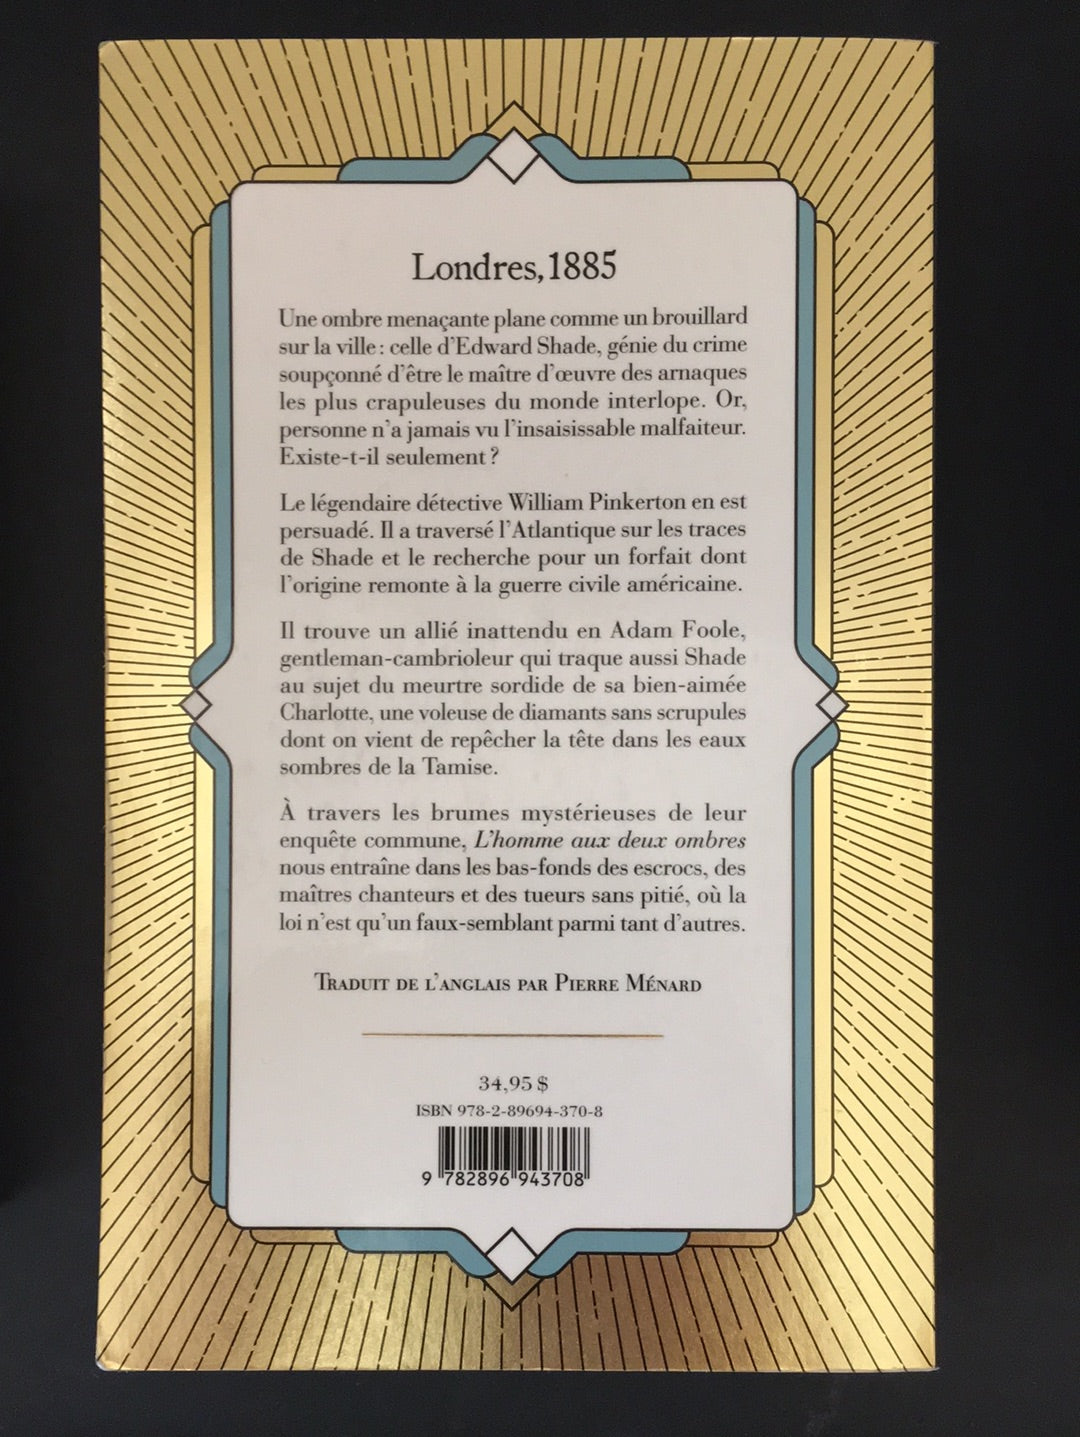 Londres, 1885
Une ombre menaçante plane comme un brouillard
sur la ville : celle d'Edward Shade, génie du crime
soupçonné d'être le maître d'œuvre des arnaques
les plus crapuleuses du monde interlope. Or,
personne n'a jamais vu l'insaisissable malfaiteur.
Existe-t-il seulement ?
Le légendaire détective William Pinkerton en est
persuadé. Il a traversé l'Atlantique sur les traces
de Shade et le recherche pour un forfait dont
l'origine remonte à la guerre civile américaine.
Il trouve un allié inattendu en Adam Foole,
gentleman-cambrioleur qui traque aussi Shade
au sujet du meurtre sordide de sa bien-aimée
Charlotte, une voleuse de diamants sans scrupules
dont on vient de repêcher la tête dans les eaux
sombres de la Tamise.
À travers les brumes mystérieuses de leur
enquête commune, L'homme aux deux ombres
nous entraîne dans les bas-fonds des escrocs, des
maîtres chanteurs et des tueurs sans pitié, où la
loi n'est qu'un faux-semblant parmi tant d'autres.
Traduit de l'anglais par Pierre Ménard
34,95 $
ISBN 978-2-89694-370-8
9 782896 943708